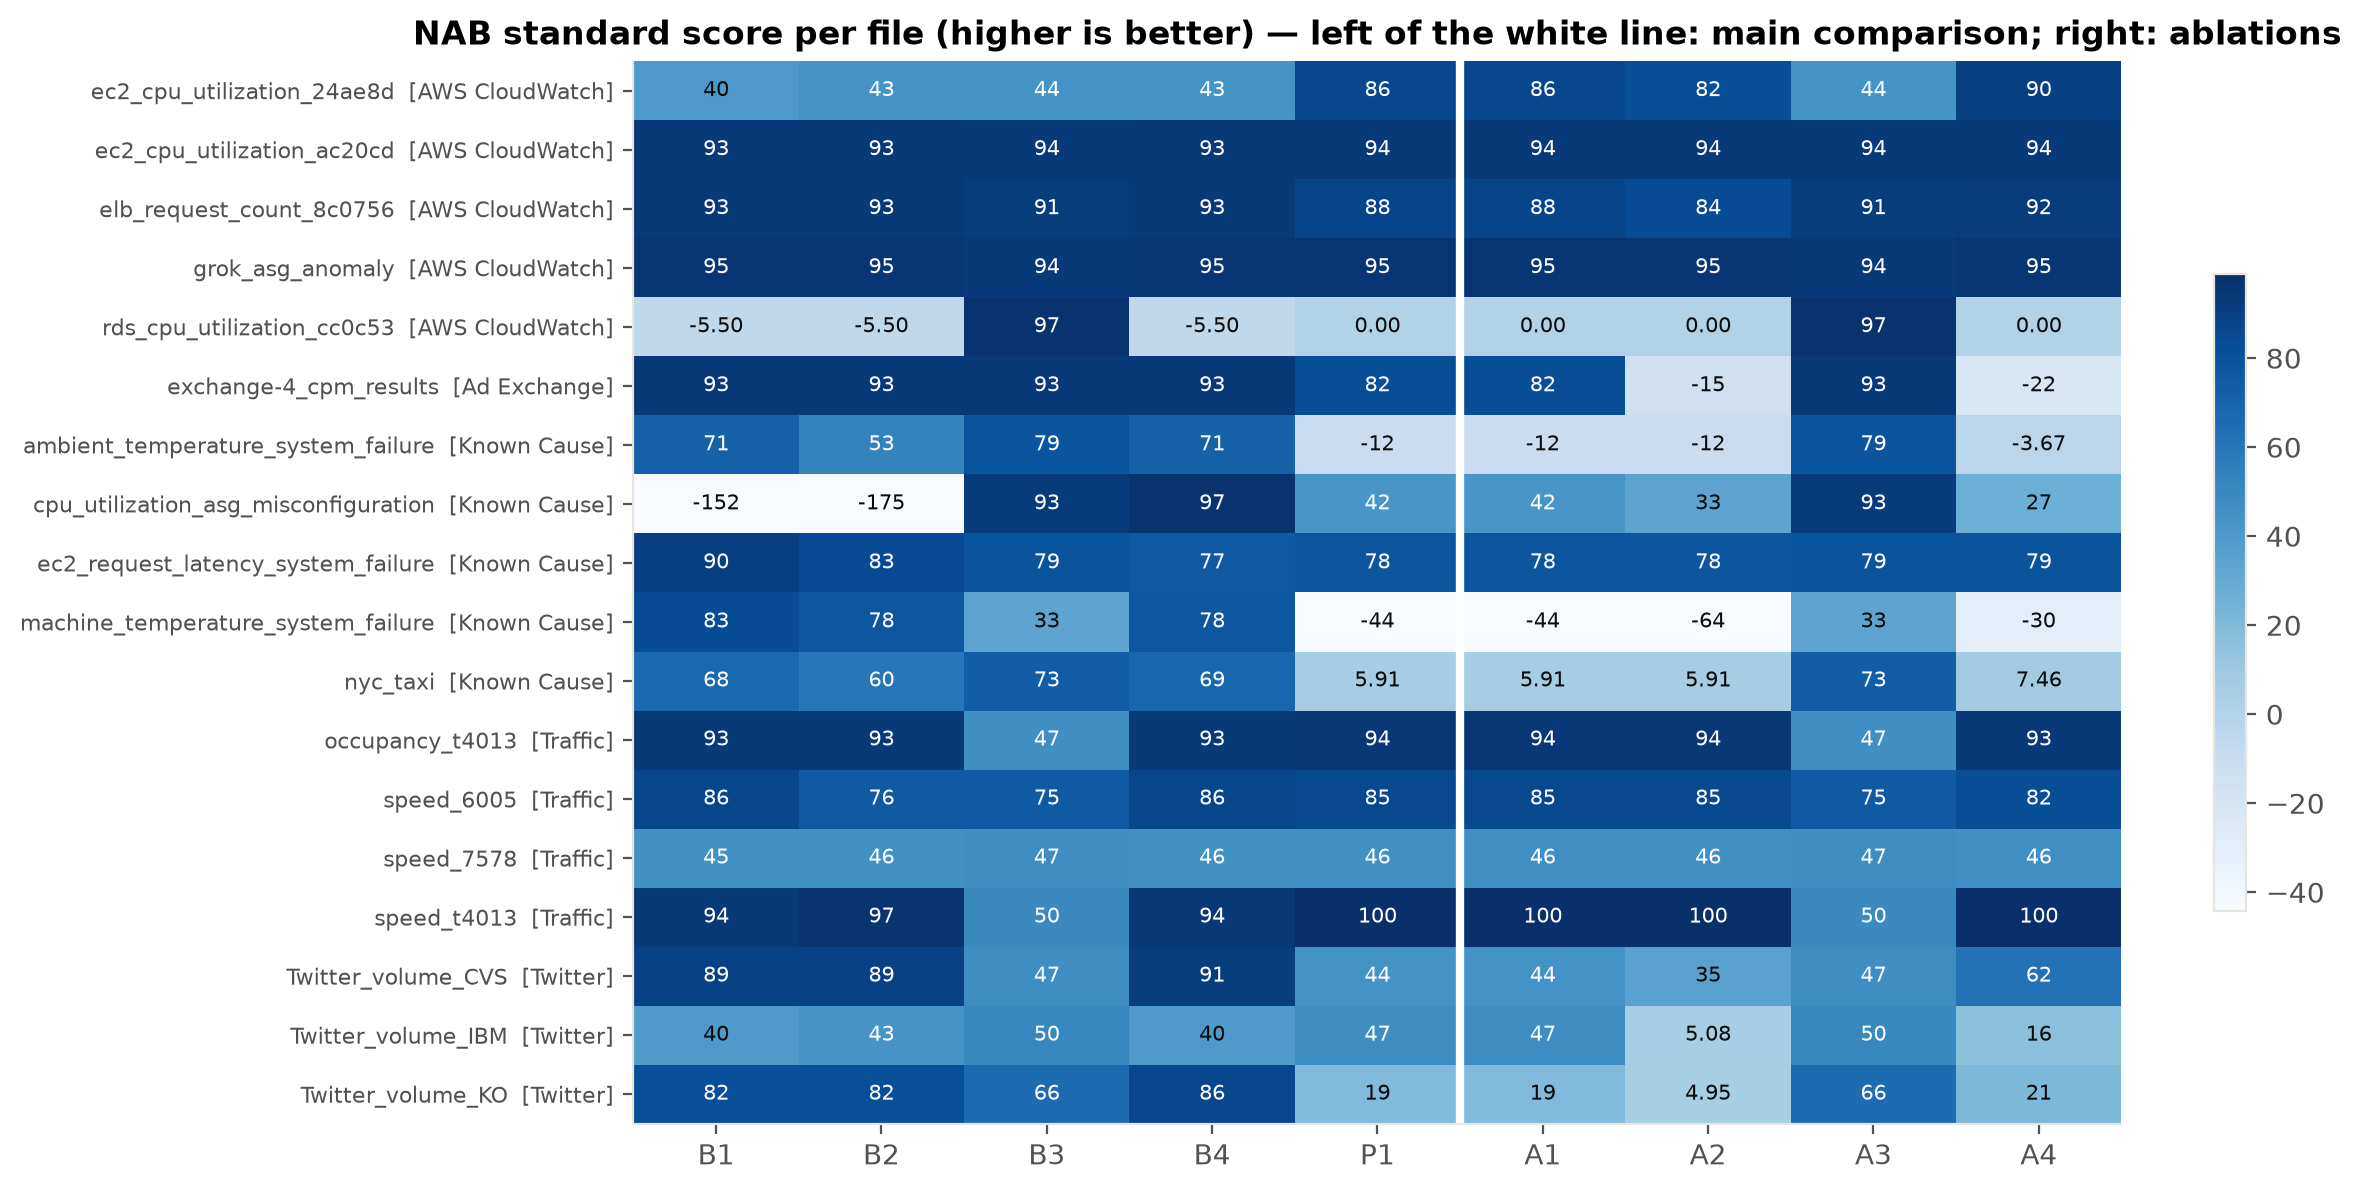 NAB standard score per file (higher is better) — left of the white line: main comparison; right: ablations
ec2_cpu_utilization_24ae8d [AWS CloudWatch] 40 43 44 43 86 86 82 44 90
ec2_cpu_utilization_ac20cd [AWS CloudWatch] 93 93 94 93 94 94 94 94 94
elb_request_count_8c0756 [AWS CloudWatch] 93 93 91 93 88 88 84 91 92
grok_asg_anomaly [AWS CloudWatch] 95 95 94 95 95 95 95 94 95
rds_cpu_utilization_cc0c53 [AWS CloudWatch] -5.50 -5.50 97 -5.50 0.00 0.00 0.00 97 0.00
exchange-4_cpm_results [Ad Exchange] 93 93 93 93 82 82 -15 93 -22
ambient_temperature_system_failure [Known Cause] 71 53 79 71 -12 -12 -12 79 -3.67
cpu_utilization_asg_misconfiguration [Known Cause] -152 -175 93 97 42 42 33 93 27
ec2_request_latency_system_failure [Known Cause] 90 83 79 77 78 78 78 79 79
machine_temperature_system_failure [Known Cause] 83 78 33 78 -44 -44 -64 33 -30
nyc_taxi [Known Cause] 68 60 73 69 5.91 5.91 5.91 73 7.46
occupancy_t4013 [Traffic] 93 93 47 93 94 94 94 47 93
speed_6005 [Traffic] 86 76 75 86 85 85 85 75 82
speed_7578 [Traffic] 45 46 47 46 46 46 46 47 46
speed_t4013 [Traffic] 94 97 50 94 100 100 100 50 100
Twitter_volume_CVS [Twitter] 89 89 47 91 44 44 35 47 62
Twitter_volume_IBM [Twitter] 40 43 50 40 47 47 5.08 50 16
Twitter_volume_KO [Twitter] 82 82 66 86 19 19 4.95 66 21
B1 B2 B3 B4 P1 A1 A2 A3 A4
80
60
40
20
0
−20
−40